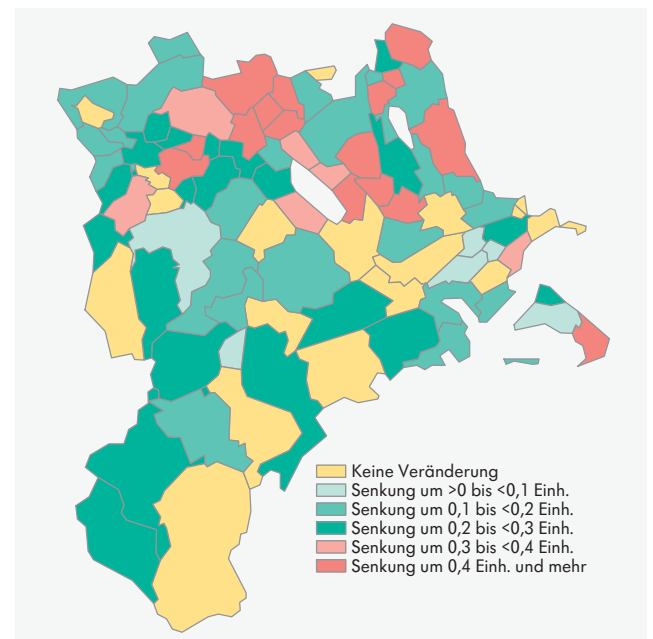 Keine Veränderung
Senkung um >0 bis <0,1 Einh.
Senkung um 0,1 bis <0,2 Einh.
Senkung um 0,2 bis <0,3 Einh.
Senkung um 0,3 bis <0,4 Einh.
Senkung um 0,4 Einh. und mehr